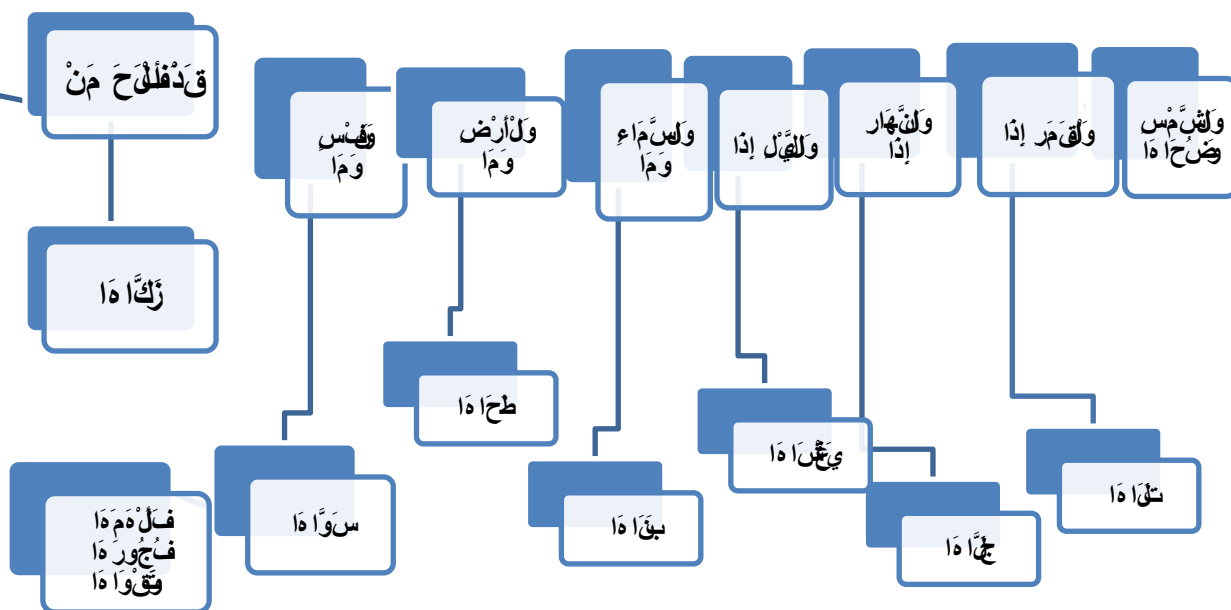 وَالشَّمْسِ
وَضُحَاهَا
وَالْقَمَرِ إِذَا
وَالنَّهَارِ
إِذَا
وَاللَّيْلِ إِذَا
وَالسَّمَاءِ
وَمَا
وَالْأَرْضِ
وَمَا
وَنَفْسٍ
وَمَا
قَدْ أَفْلَحَ مَنْ
تَلَاهَا
جَلَّاهَا
يَغْشَاهَا
بَنَاهَا
طَحَاهَا
سَوَّاهَا
فَأَلْهَمَهَا
فُجُورَهَا
وَتَقْوَاهَا
زَكَّاهَا